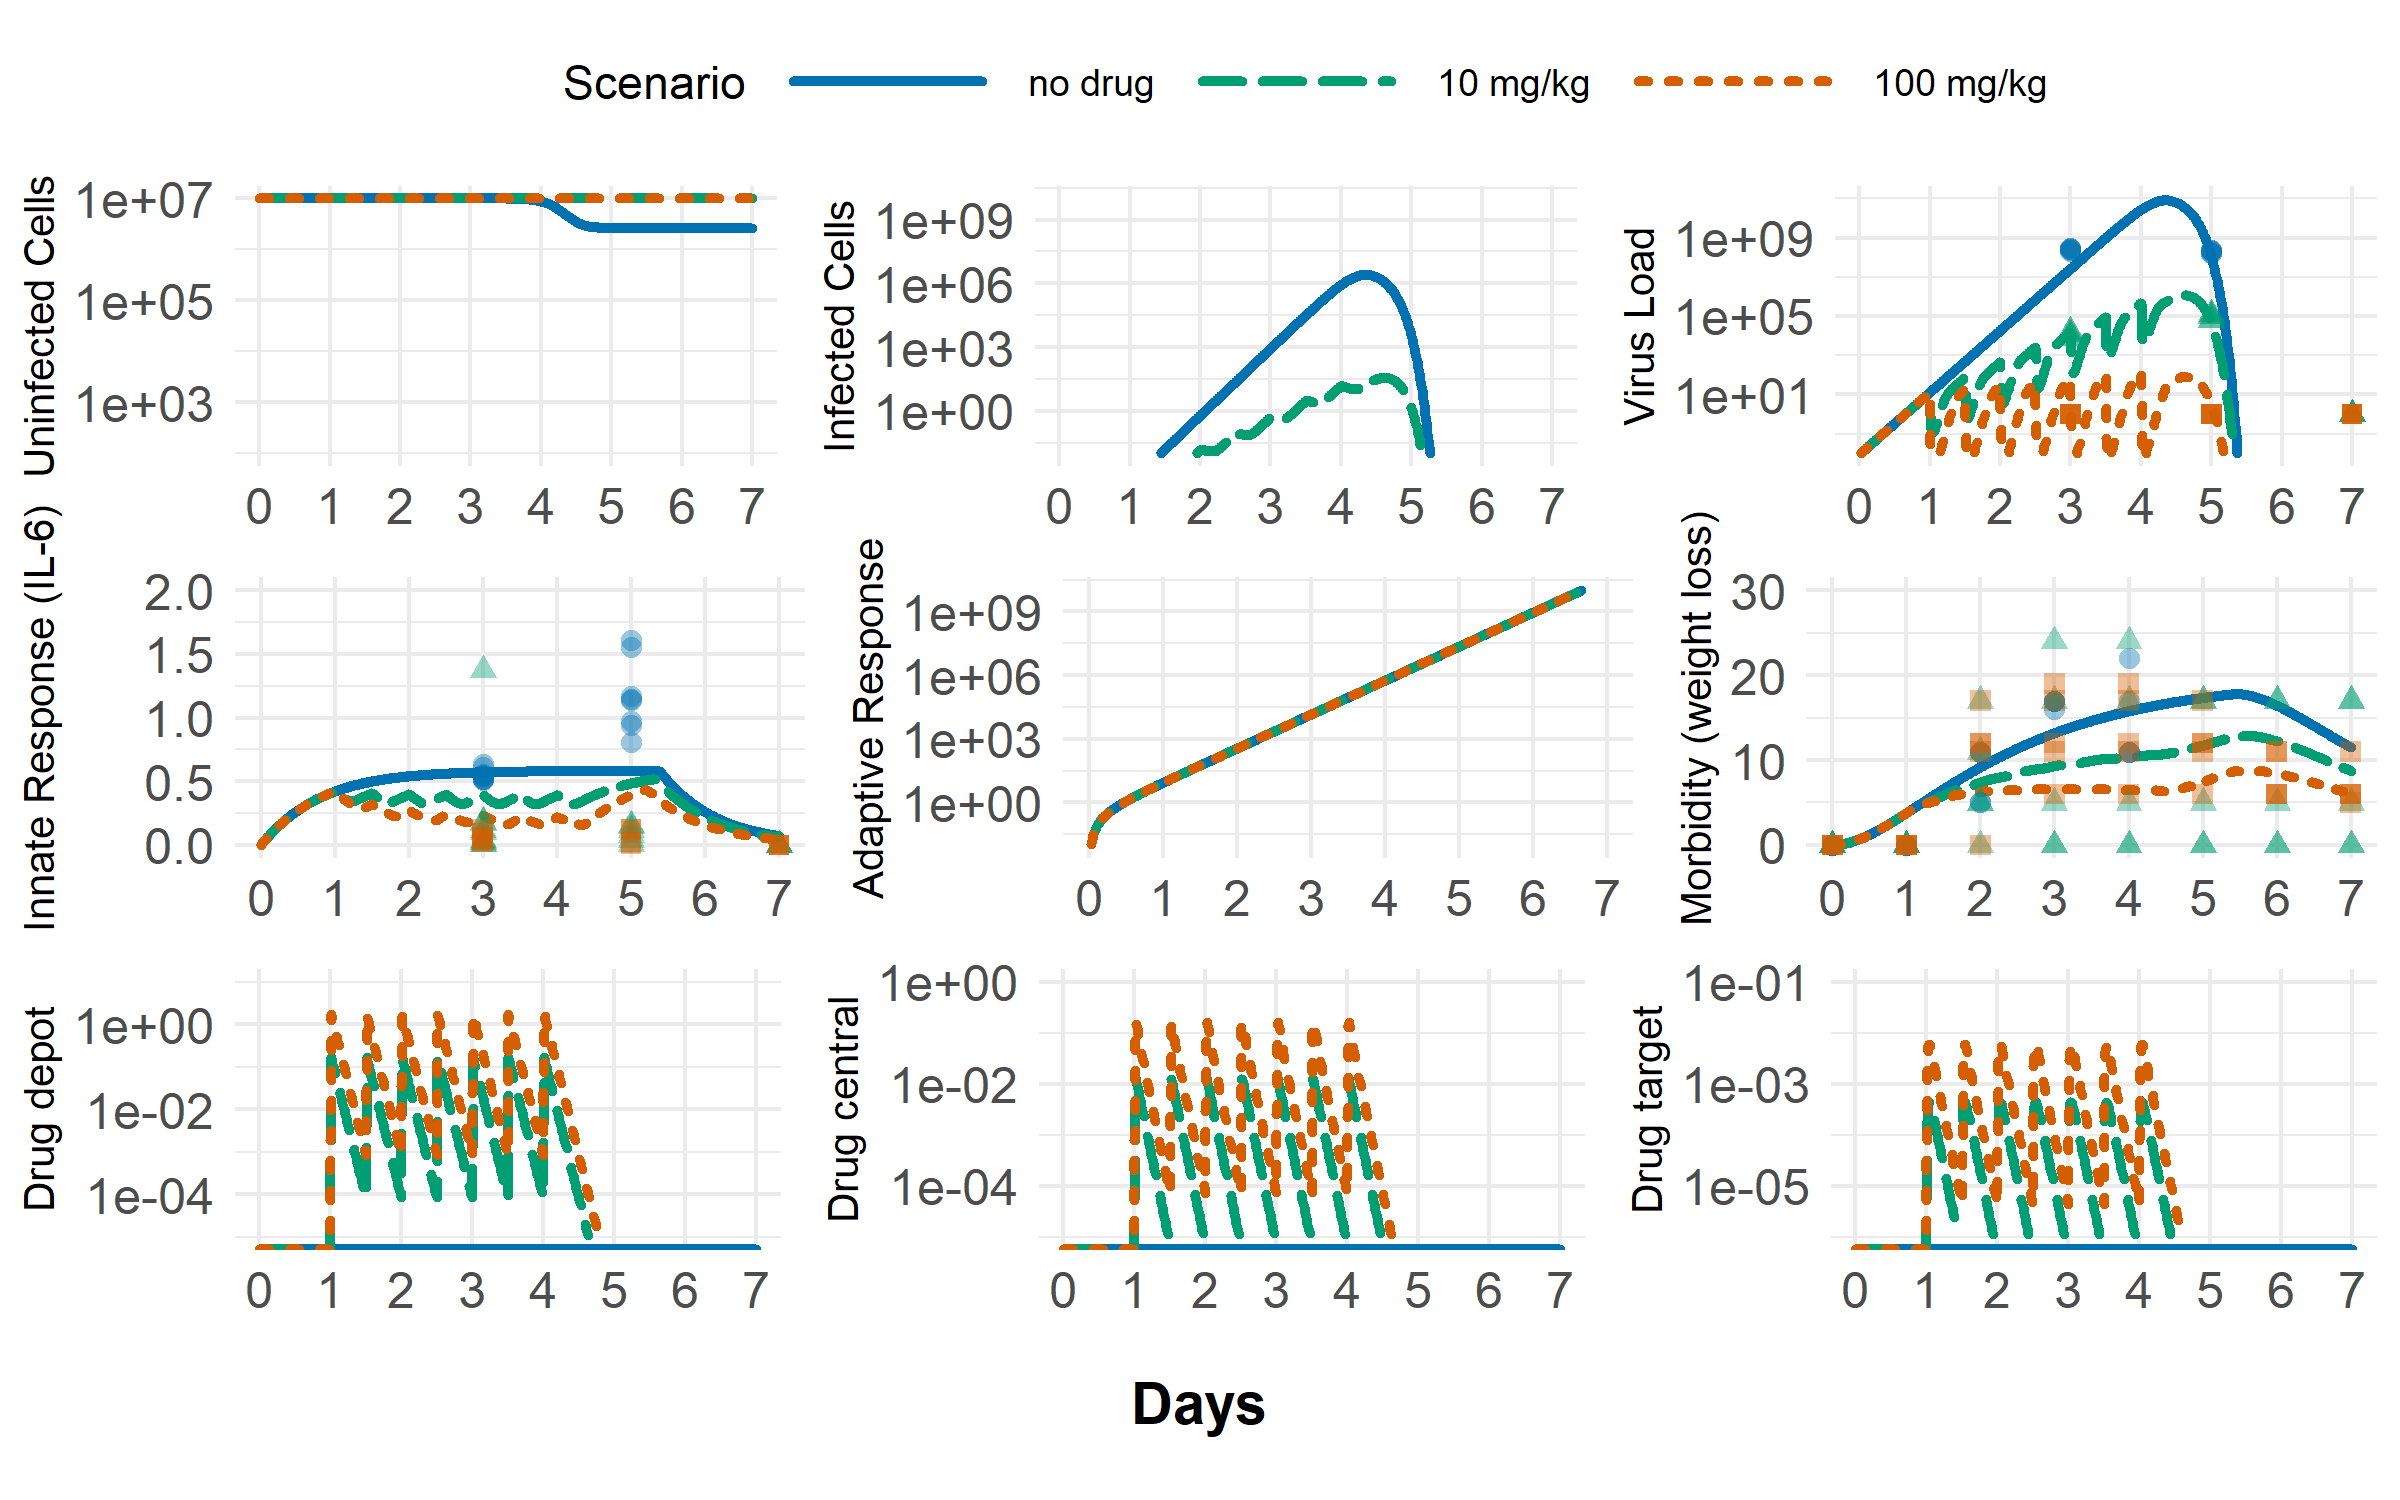 Scenario no drug 10 mg/kg 100 mg/kg
Uninfected Cells
1e+07
1e+05
1e+03
0 1 2 3 4 5 6 7
Infected Cells
1e+09
1e+06
1e+03
1e+00
0 1 2 3 4 5 6 7
Virus Load
1e+09
1e+05
1e+01
0 1 2 3 4 5 6 7
Innate Response (IL-6)
2.0
1.5
1.0
0.5
0.0
0 1 2 3 4 5 6 7
Adaptive Response
1e+09
1e+06
1e+03
1e+00
0 1 2 3 4 5 6 7
Morbidity (weight loss)
30
20
10
0
0 1 2 3 4 5 6 7
Drug depot
1e+00
1e-02
1e-04
0 1 2 3 4 5 6 7
Drug central
1e+00
1e-02
1e-04
0 1 2 3 4 5 6 7
Drug target
1e-01
1e-03
1e-05
0 1 2 3 4 5 6 7
Days